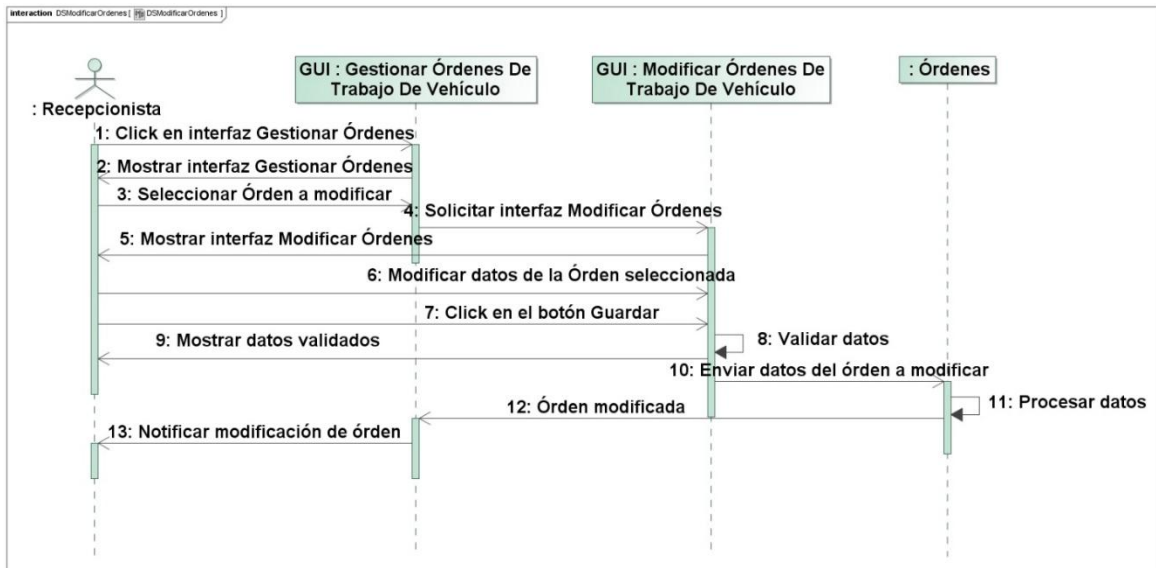 interaction DSModificarOrdenes [ DSModificarOrdenes ]
GUI : Gestionar Órdenes De
Trabajo De Vehículo
GUI : Modificar Órdenes De
Trabajo De Vehículo
: Órdenes
: Recepcionista
1: Click en interfaz Gestionar Órdenes
2: Mostrar interfaz Gestionar Órdenes
3: Seleccionar Órden a modificar
4: Solicitar interfaz Modificar Órdenes
5: Mostrar interfaz Modificar Órdenes
6: Modificar datos de la Órden seleccionada
7: Click en el botón Guardar
8: Validar datos
9: Mostrar datos validados
10: Enviar datos del órden a modificar
11: Procesar datos
12: Órden modificada
13: Notificar modificación de órden